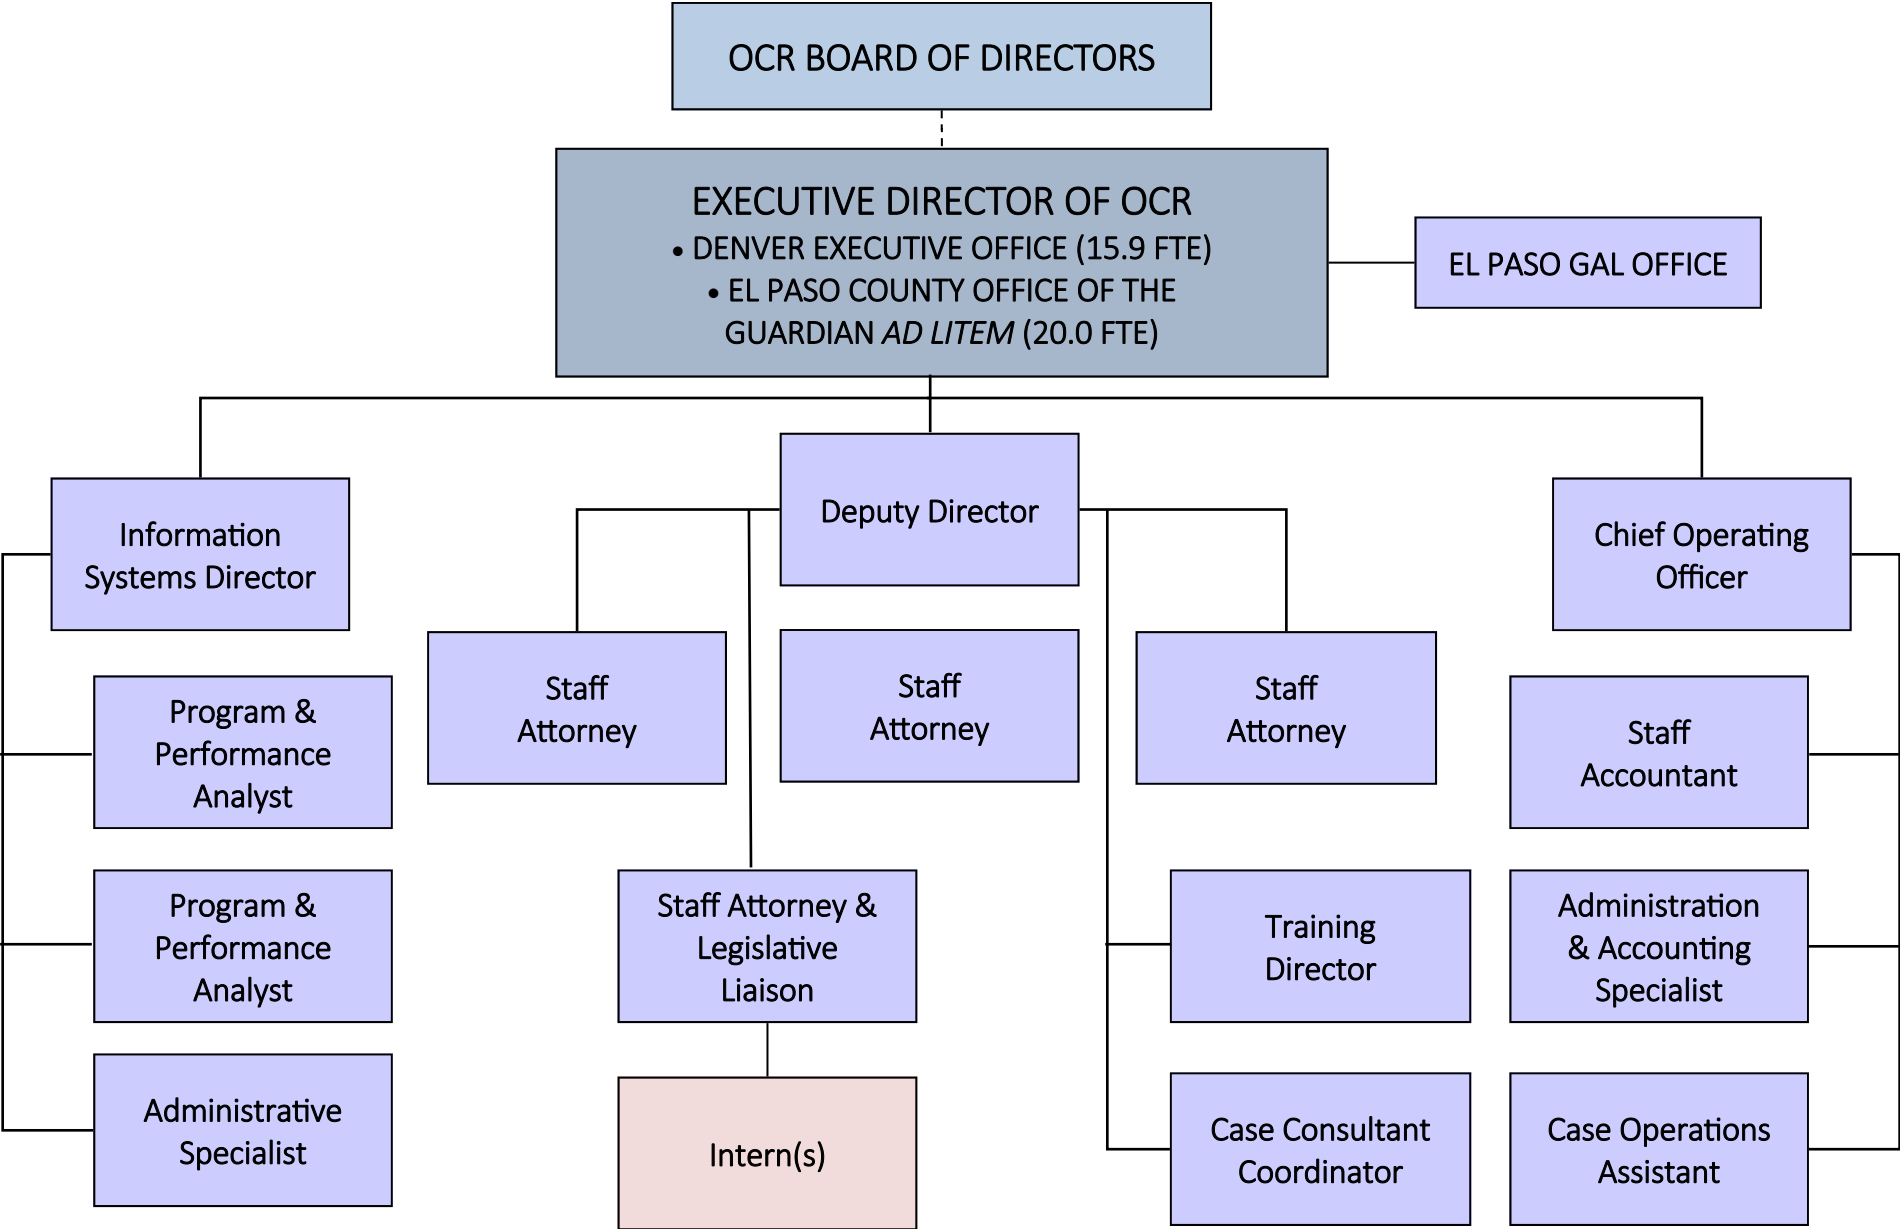 OCR BOARD OF DIRECTORS
EXECUTIVE DIRECTOR OF OCR
• DENVER EXECUTIVE OFFICE (15.9 FTE)
• EL PASO COUNTY OFFICE OF THE
GUARDIAN AD LITEM (20.0 FTE)
EL PASO GAL OFFICE
Information
Systems Director
Deputy Director
Chief Operating
Officer
Program &
Performance
Analyst
Staff
Attorney
Staff
Attorney
Staff
Attorney
Staff
Accountant
Program &
Performance
Analyst
Staff Attorney &
Legislative
Liaison
Training
Director
Administration
& Accounting
Specialist
Administrative
Specialist
Intern(s)
Case Consultant
Coordinator
Case Operations
Assistant